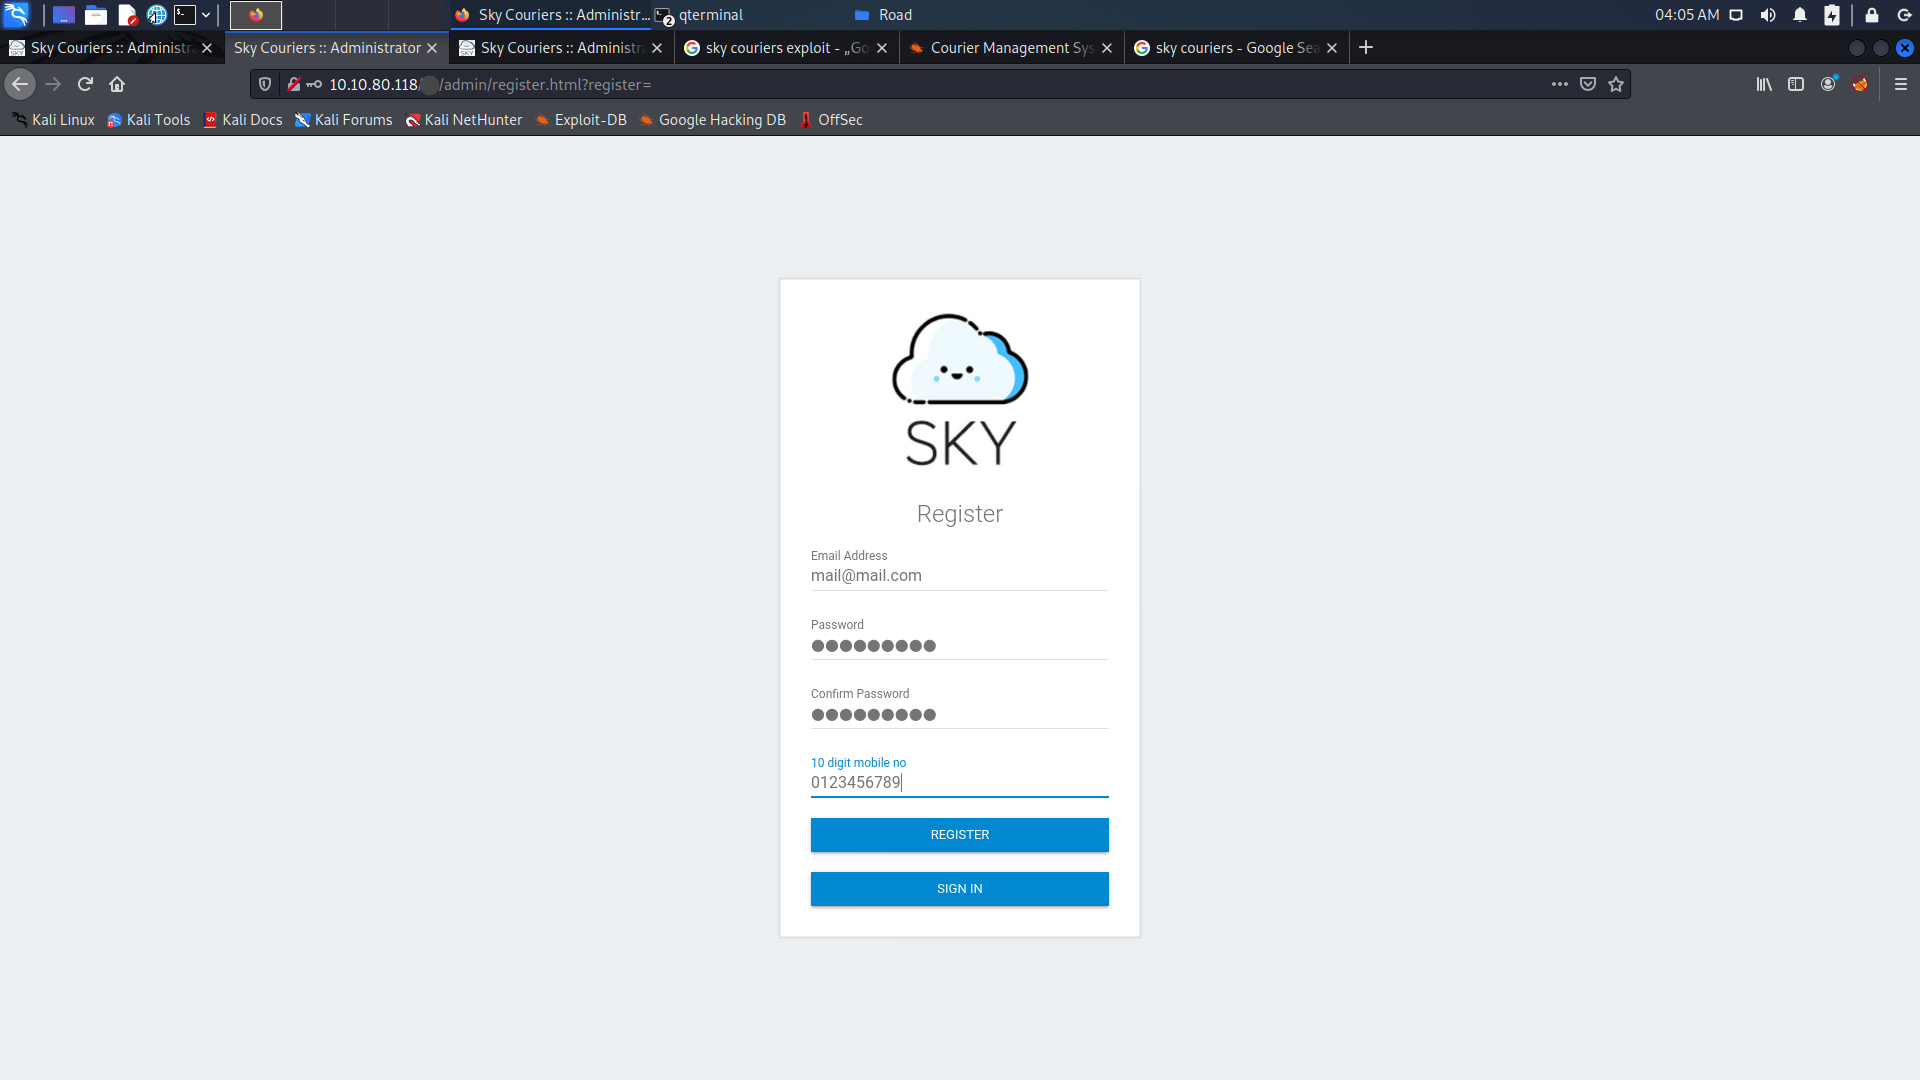 Sky Couriers :: Administr...
2
qterminal
Road
04:05 AM
Sky Couriers :: Administr
Sky Couriers :: Administrator
Sky Couriers :: Administra
sky couriers exploit - „Go
Courier Management Sys
sky couriers - Google Sea
10.10.80.118/ /admin/register.html?register=
Kali Linux
Kali Tools
Kali Docs
Kali Forums
Kali NetHunter
Exploit-DB
Google Hacking DB
OffSec
SKY
Register
Email Address
mail@mail.com
Password
Confirm Password
10 digit mobile no
0123456789
REGISTER
SIGN IN